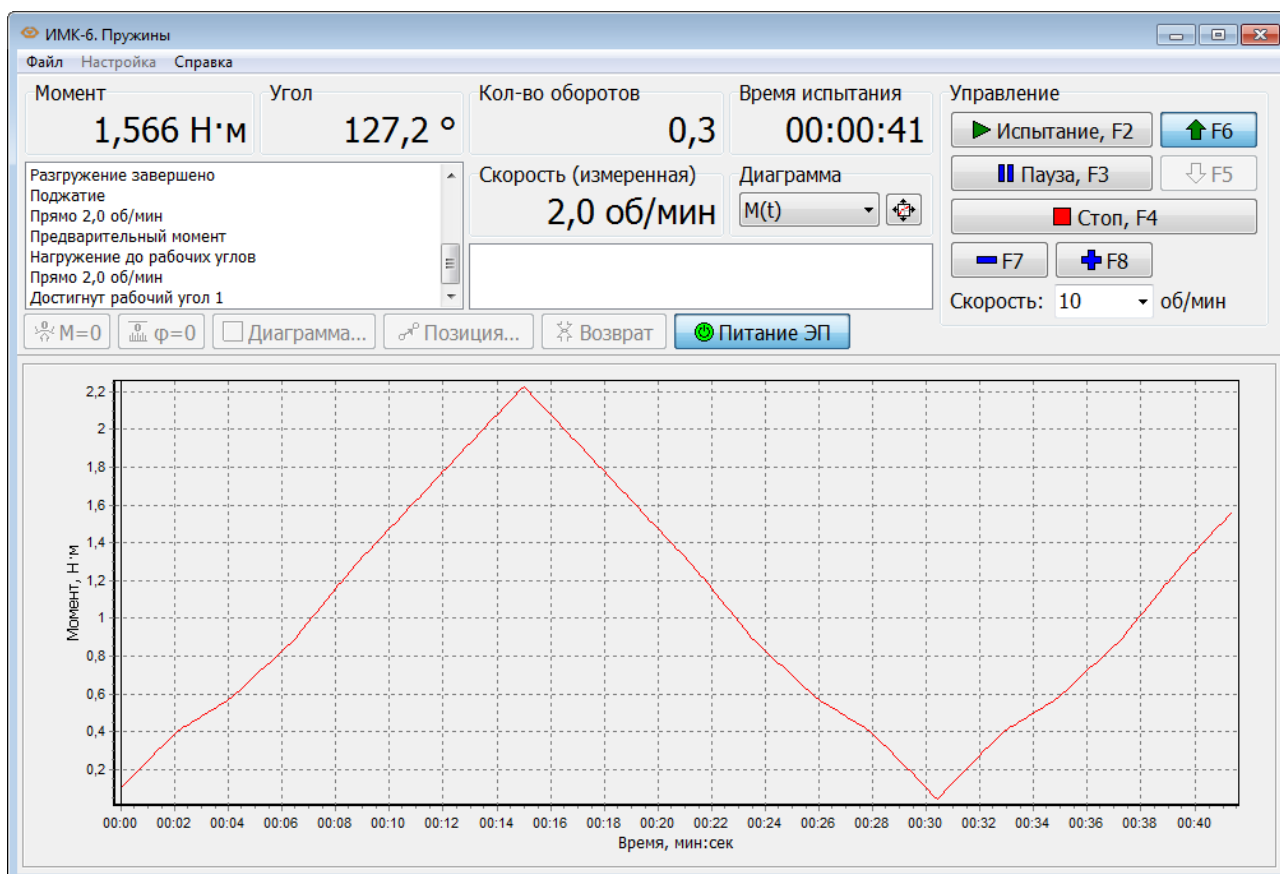 ИМК-6. Пружины
Файл Настройка Справка
Момент
1,566 Н·м
Угол
127,2 °
Кол-во оборотов
0,3
Время испытания
00:00:41
Управление
Испытание, F2
F6
Пауза, F3
F5
Стоп, F4
F7
F8
Скорость: 10 об/мин
Разгружение завершено
Поджатие
Прямо 2,0 об/мин
Предварительный момент
Нагружение до рабочих углов
Прямо 2,0 об/мин
Достигнут рабочий угол 1
Скорость (измеренная)
2,0 об/мин
Диаграмма
M(t)
M=0
φ=0
Диаграмма...
Позиция...
Возврат
Питание ЭП
Момент, Н·м
2,2
2
1,8
1,6
1,4
1,2
1
0,8
0,6
0,4
0,2
00:00 00:02 00:04 00:06 00:08 00:10 00:12 00:14 00:16 00:18 00:20 00:22 00:24 00:26 00:28 00:30 00:32 00:34 00:36 00:38 00:40
Время, мин:сек